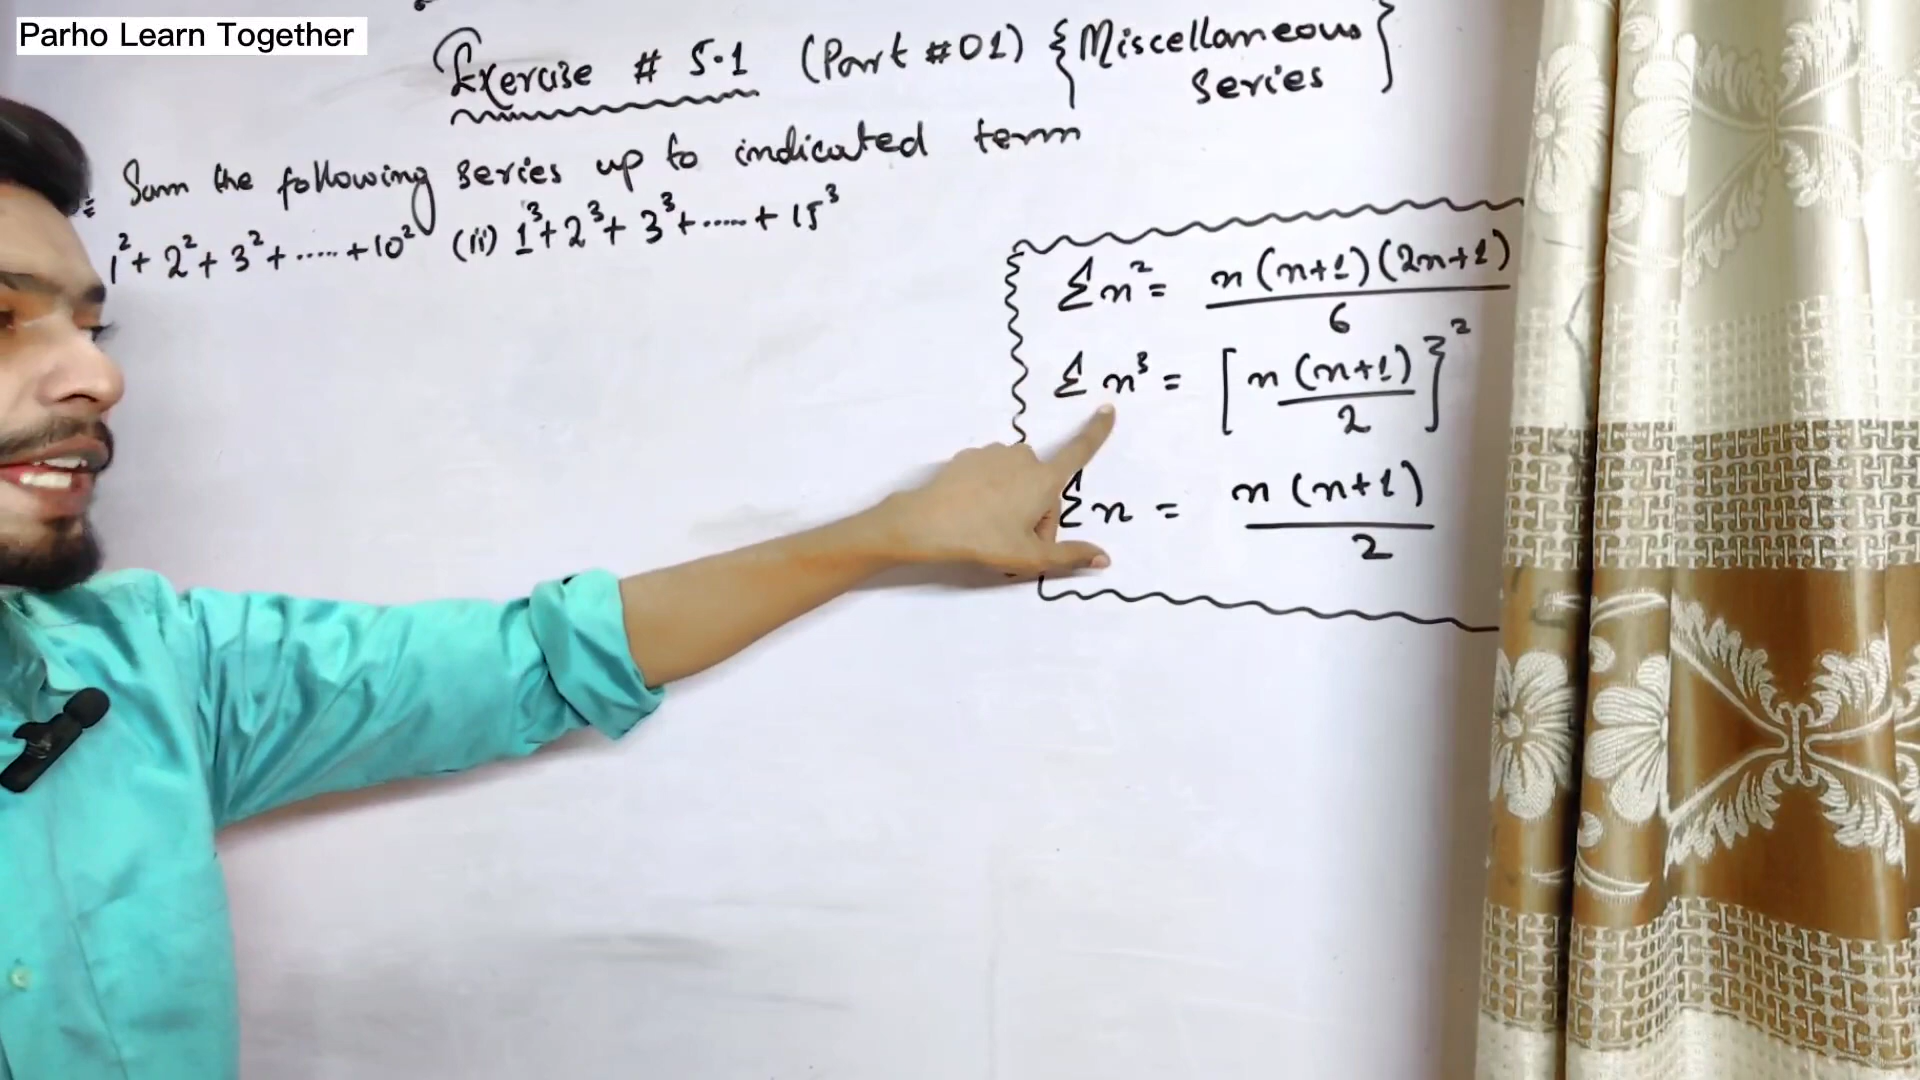 Parho Learn Together
Exercise # 5.1 (Part #01) {Miscellaneous
Series}
Sum the following series up to indicated term
1²+ 2²+ 3²+.....+10² (ii) 1³+2³+ 3³+.....+ 15³
Σn²= n(n+1)(2n+1)
6
Σn³ = [n(n+1)}²
2
Σn = n(n+1)
2